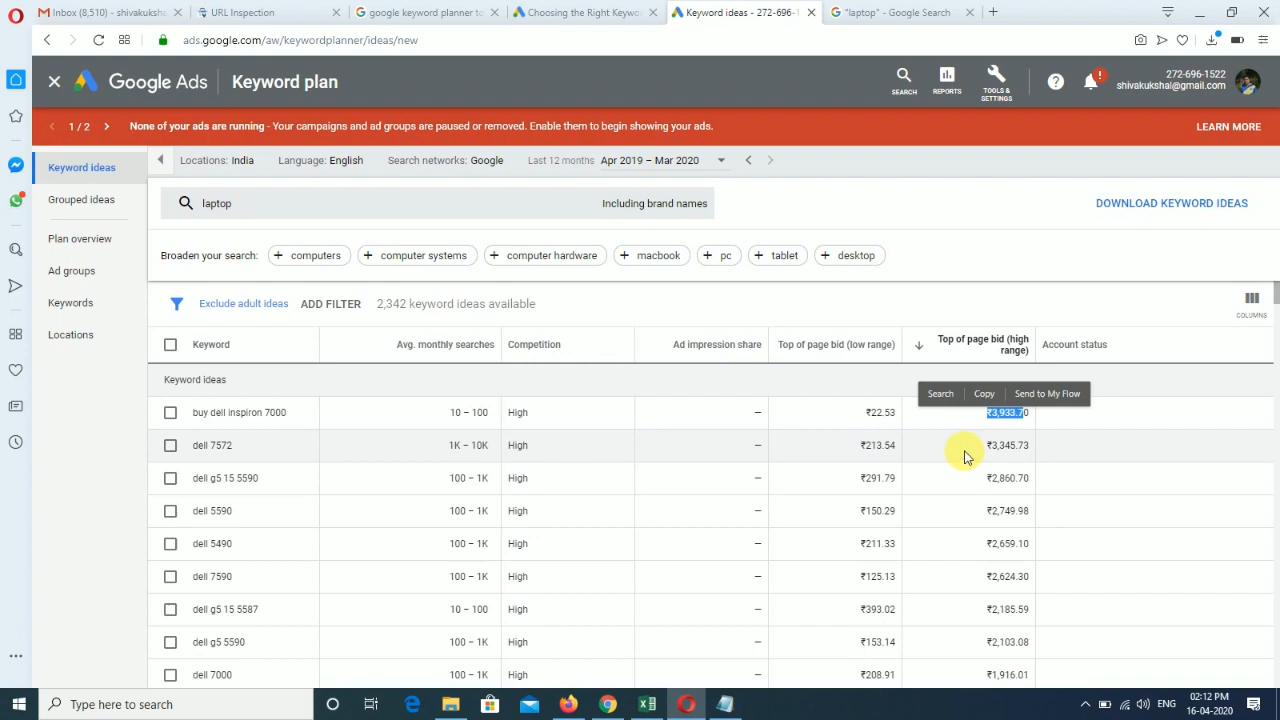 Inbox (8,510) - shivakuksha
URL Inspection
google keyword planner to
Choosing the Right Keywo
Keyword ideas - 272-696-1
"laptop" - Google Search
ads.google.com/aw/keywordplanner/ideas/new
Google Ads
Keyword plan
SEARCH
REPORTS
TOOLS & SETTINGS
272-696-1522
shivakukshal@gmail.com
1 / 2
None of your ads are running - Your campaigns and ad groups are paused or removed. Enable them to begin showing your ads.
LEARN MORE
Keyword ideas
Grouped ideas
Plan overview
Ad groups
Keywords
Locations
Locations: India
Language: English
Search networks: Google
Last 12 months
Apr 2019 – Mar 2020
laptop
Including brand names
DOWNLOAD KEYWORD IDEAS
Broaden your search:
+ computers
+ computer systems
+ computer hardware
+ macbook
+ pc
+ tablet
+ desktop
Exclude adult ideas
ADD FILTER
2,342 keyword ideas available
COLUMNS
Keyword
Avg. monthly searches
Competition
Ad impression share
Top of page bid (low range)
Top of page bid (high
range)
Account status
Keyword ideas
Search
Copy
Send to My Flow
buy dell inspiron 7000 10 – 100 High – ₹22.53 ₹3,933.70
dell 7572 1K – 10K High – ₹213.54 ₹3,345.73
dell g5 15 5590 100 – 1K High – ₹291.79 ₹2,860.70
dell 5590 100 – 1K High – ₹150.29 ₹2,749.98
dell 5490 100 – 1K High – ₹211.33 ₹2,659.10
dell 7590 100 – 1K High – ₹125.13 ₹2,624.30
dell g5 15 5587 10 – 100 High – ₹393.02 ₹2,185.59
dell g5 5590 100 – 1K High – ₹153.14 ₹2,103.08
dell 7000 100 – 1K High – ₹208.91 ₹1,916.01
Type here to search
ENG
02:12 PM
16-04-2020